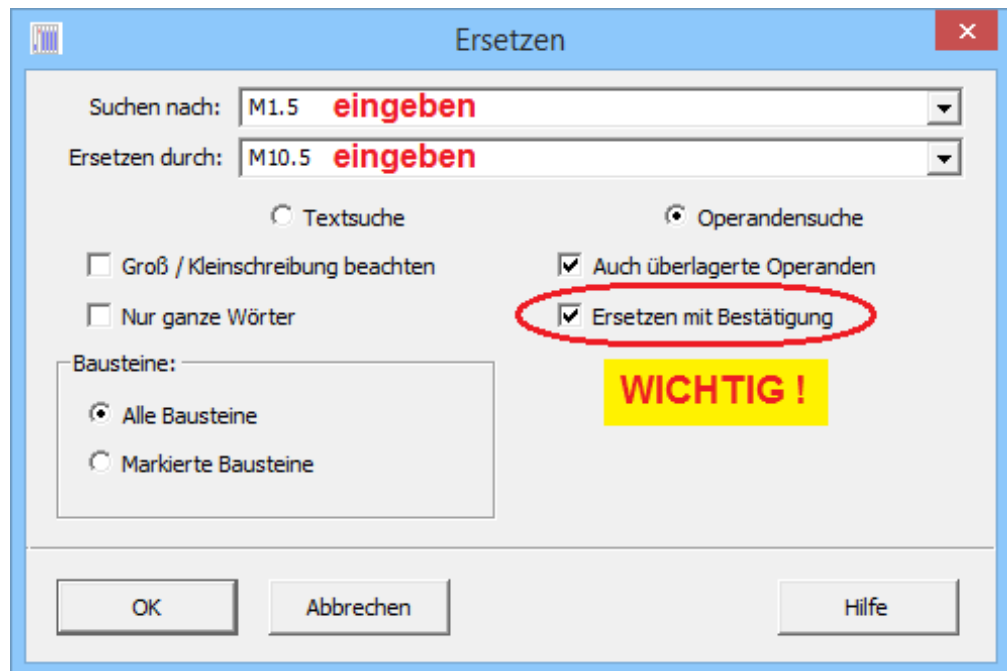 Ersetzen
Suchen nach: M1.5 eingeben
Ersetzen durch: M10.5 eingeben
Textsuche Operandensuche
Groß / Kleinschreibung beachten Auch überlagerte Operanden
Nur ganze Wörter Ersetzen mit Bestätigung
Bausteine:
WICHTIG !
Alle Bausteine
Markierte Bausteine
OK Abbrechen Hilfe